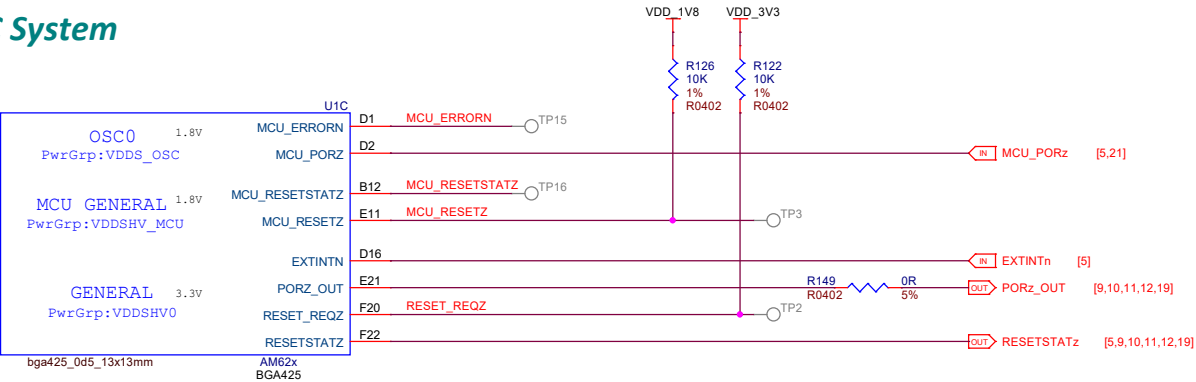 System
VDD_1V8 VDD_3V3
R126
10K
1%
R0402
R122
10K
1%
R0402
U1C
OSC0 1.8V
PwrGrp:VDDS_OSC
MCU GENERAL 1.8V
PwrGrp:VDDSHV_MCU
GENERAL 3.3V
PwrGrp:VDDSHV0
MCU_ERRORN D1 MCU_ERRORN TP15
MCU_PORZ D2 IN MCU_PORz [5,21]
MCU_RESETSTATZ B12 MCU_RESETSTATZ TP16
MCU_RESETZ E11 MCU_RESETZ TP3
EXTINTN D16 IN EXTINTn [5]
PORZ_OUT E21 R149 0R OUT PORz_OUT [9,10,11,12,19]
R0402 5%
RESET_REQZ F20 RESET_REQZ TP2
RESETSTATZ F22 OUT RESETSTATz [5,9,10,11,12,19]
bga425_0d5_13x13mm AM62x
BGA425